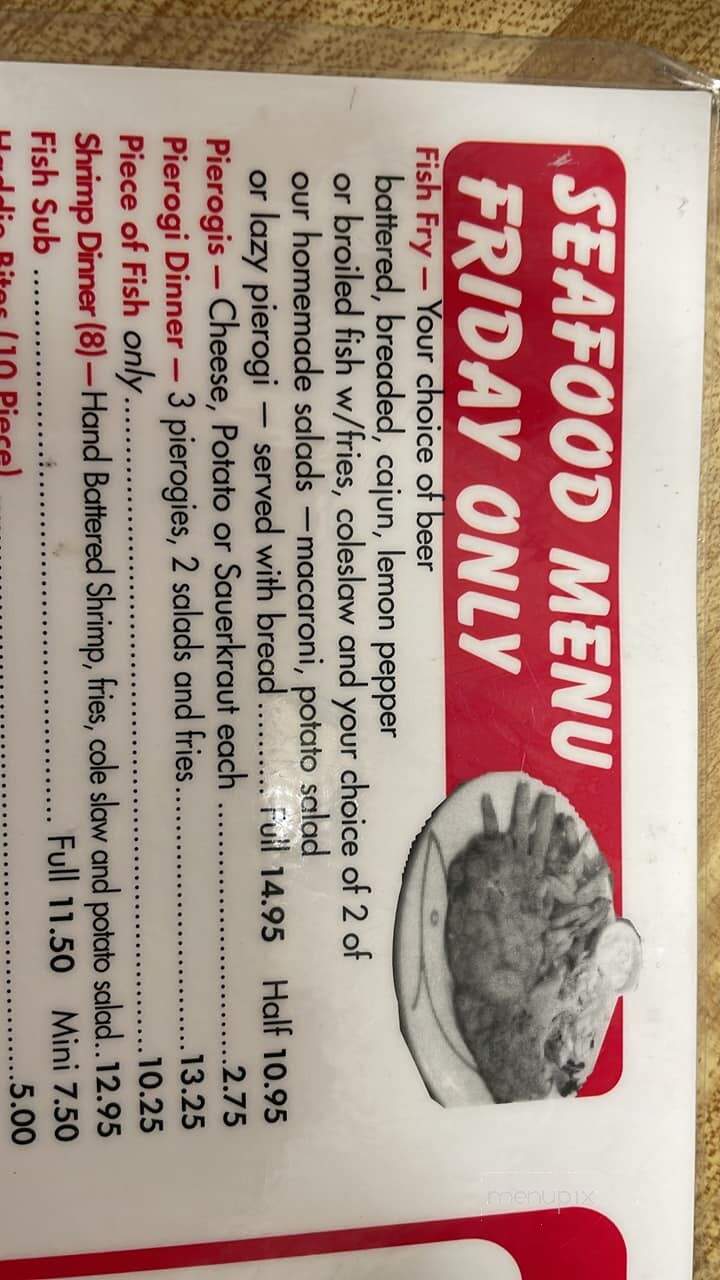 SEAFOOD MENU
FRIDAY ONLY
Fish Fry – Your choice of beer
battered, breaded, cajun, lemon pepper
or broiled fish w/fries, coleslaw and your choice of 2 of
our homemade salads – macaroni, potato salad
or lazy pierogi – served with bread ........ Full 14.95 Half 10.95
Pierogis – Cheese, Potato or Sauerkraut each ..........................2.75
Pierogi Dinner – 3 pierogies, 2 salads and fries..........................13.25
Piece of Fish only..................................................................10.25
Shrimp Dinner (8) – Hand Battered Shrimp, fries, cole slaw and potato salad..12.95
Fish Sub ..................................................... Full 11.50 Mini 7.50
Bites (10 Piece) ..................................................................5.00
menupix